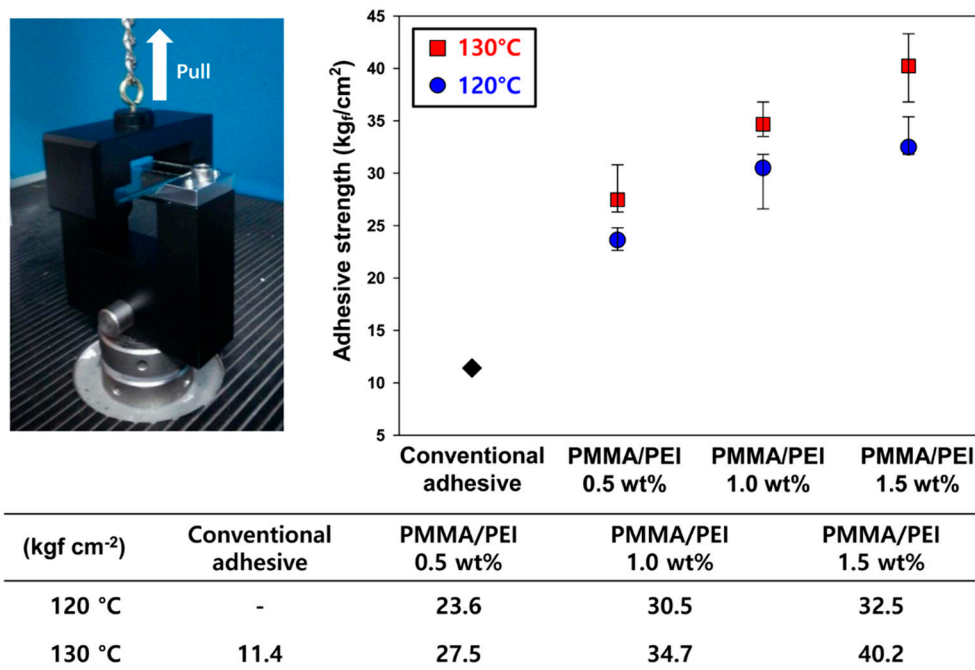 Pull
Adhesive strength (kgf/cm²)
45
40
35
30
25
20
15
10
5
130°C
120°C
Conventional adhesive
PMMA/PEI 0.5 wt%
PMMA/PEI 1.0 wt%
PMMA/PEI 1.5 wt%
(kgf cm⁻²) Conventional adhesive PMMA/PEI 0.5 wt% PMMA/PEI 1.0 wt% PMMA/PEI 1.5 wt%
120 °C - 23.6 30.5 32.5
130 °C 11.4 27.5 34.7 40.2